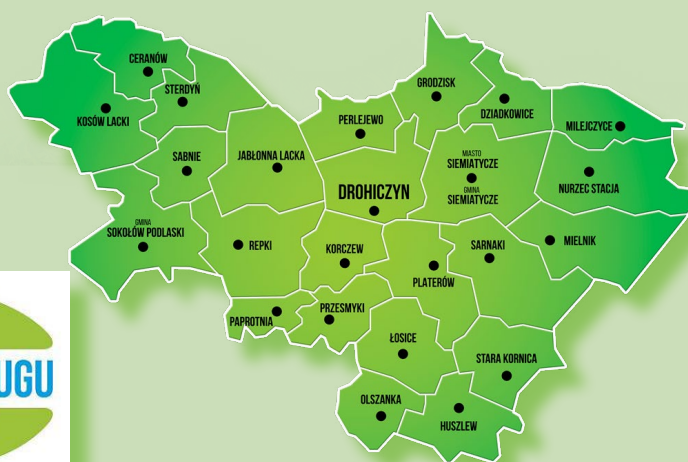 CERANÓW
STERDYŃ
KOSÓW LACKI
SABNIE
JABŁONNA LACKA
PERLEJEWO
GRODZISK
DZIADKOWICE
MILEJCZYCE
MIASTO
SIEMIATYCZE
GMINA
SIEMIATYCZE
NURZEC STACJA
DROHICZYN
GMINA
SOKOŁÓW PODLASKI
REPKI
KORCZEW
PLATERÓW
SARNAKI
MIELNIK
PAPROTNIA
PRZESMYKI
ŁOSICE
STARA KORNICA
OLSZANKA
HUSZLEW
UGU